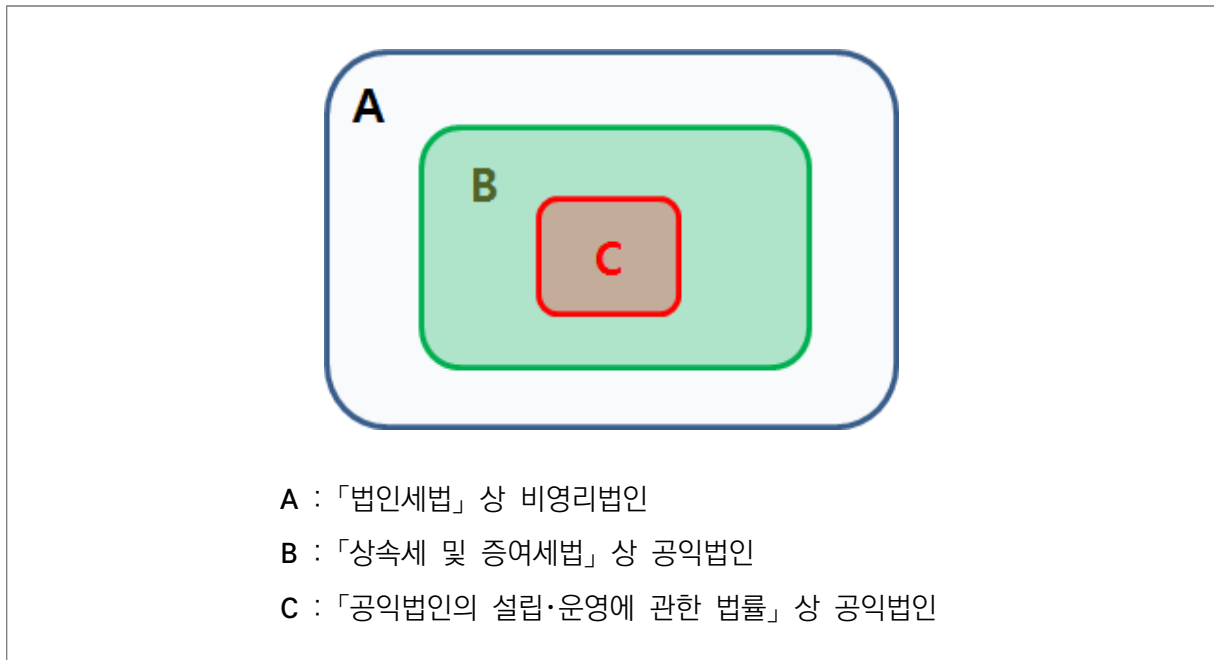 A
B
C
A : 「법인세법」 상 비영리법인
B : 「상속세 및 증여세법」 상 공익법인
C : 「공익법인의 설립·운영에 관한 법률」 상 공익법인